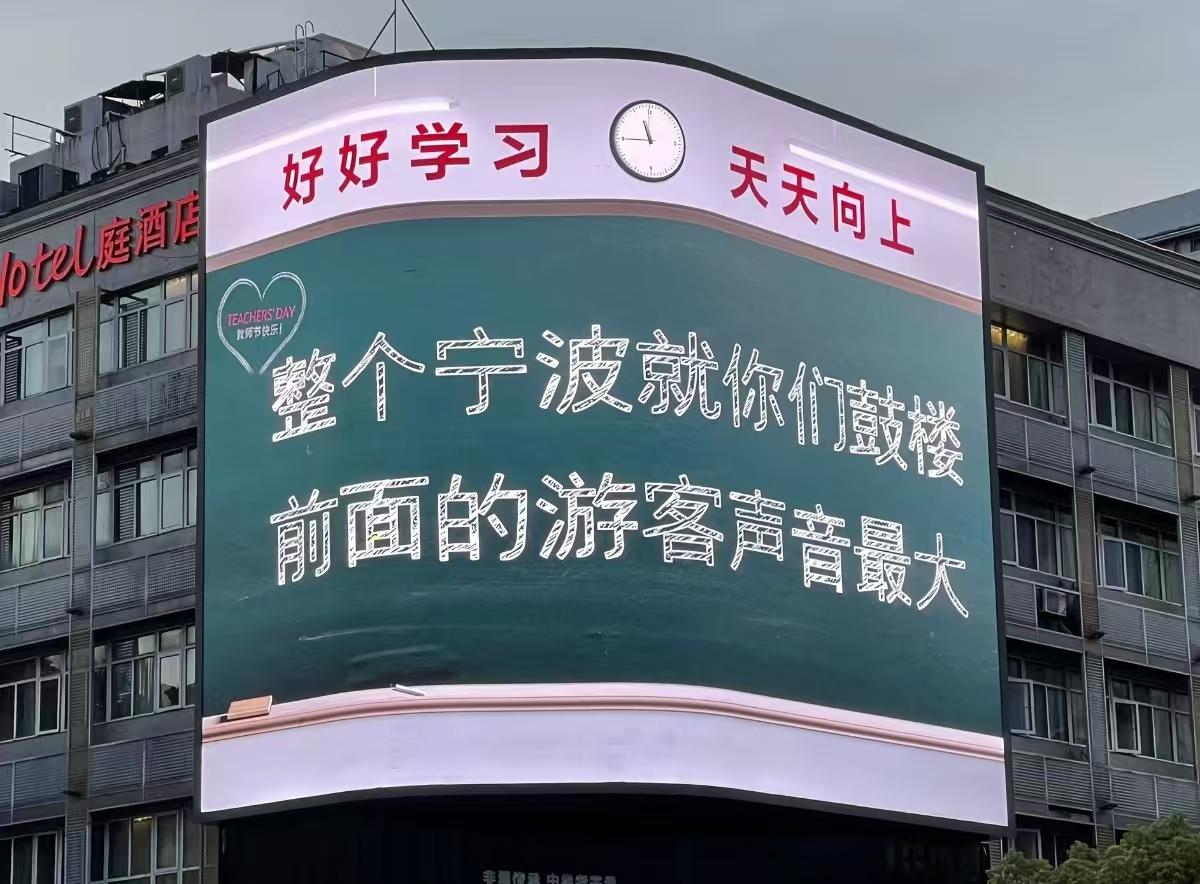 好好学习 天天向上
Hotel 庭酒店
TEACHERS' DAY
教师节快乐!
整个宁波就你们鼓楼
前面的游客声音最大